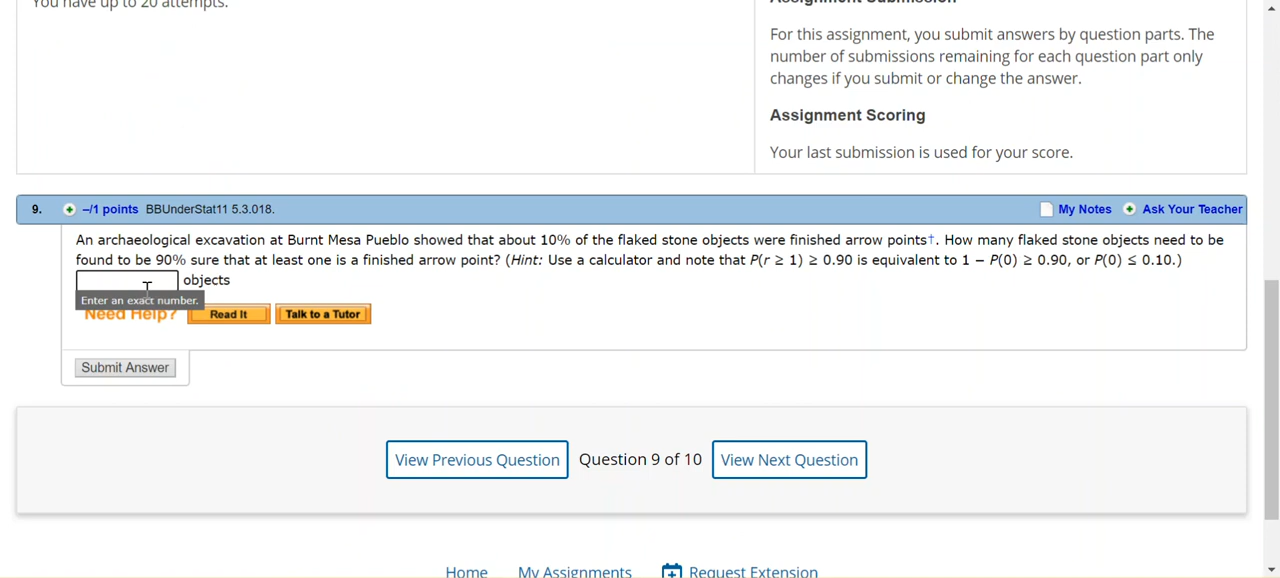 You have up to 20 attempts.
Assignment Submission
For this assignment, you submit answers by question parts. The
number of submissions remaining for each question part only
changes if you submit or change the answer.
Assignment Scoring
Your last submission is used for your score.
9. –/1 points BBUnderStat11 5.3.018. My Notes Ask Your Teacher
An archaeological excavation at Burnt Mesa Pueblo showed that about 10% of the flaked stone objects were finished arrow points†. How many flaked stone objects need to be
found to be 90% sure that at least one is a finished arrow point? (Hint: Use a calculator and note that P(r ≥ 1) ≥ 0.90 is equivalent to 1 − P(0) ≥ 0.90, or P(0) ≤ 0.10.)
objects
Enter an exact number.
Need Help? Read It Talk to a Tutor
Submit Answer
View Previous Question Question 9 of 10 View Next Question
Home My Assignments Request Extension